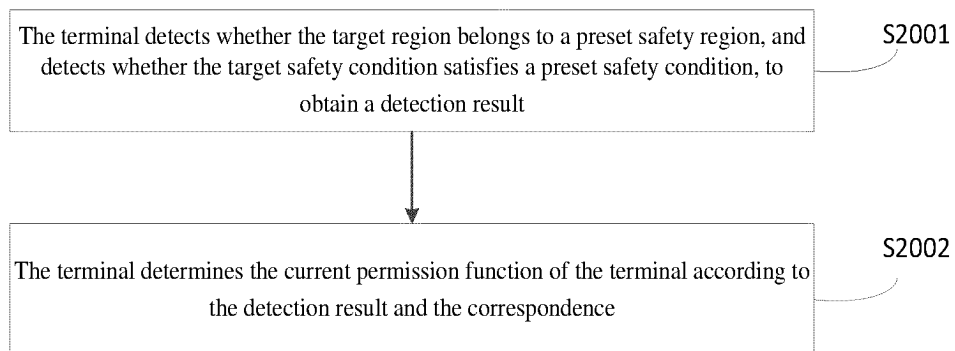 The terminal detects whether the target region belongs to a preset safety region, and
detects whether the target safety condition satisfies a preset safety condition, to
obtain a detection result
S2001
The terminal determines the current permission function of the terminal according to
the detection result and the correspondence
S2002